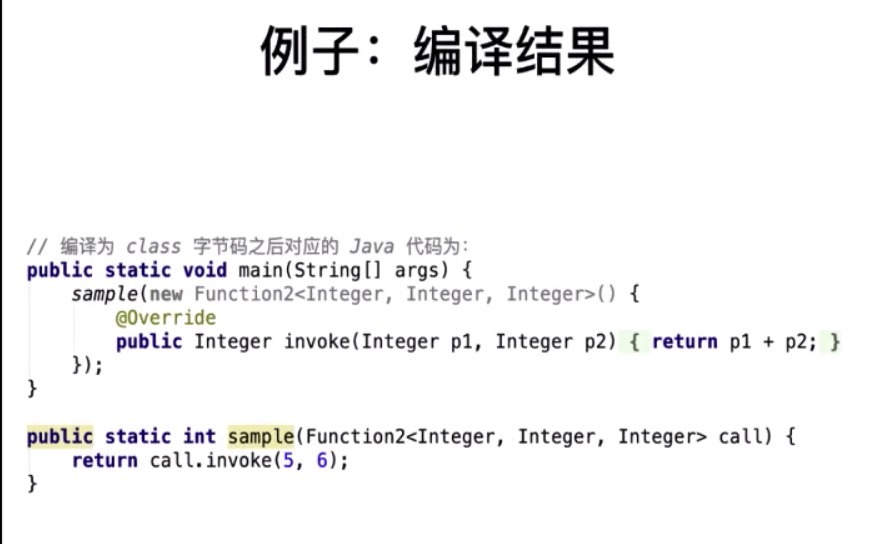 例子：编译结果
// 编译为 class 字节码之后对应的 Java 代码为：
public static void main(String[] args) {
sample(new Function2<Integer, Integer, Integer>() {
@Override
public Integer invoke(Integer p1, Integer p2) { return p1 + p2; }
});
}
public static int sample(Function2<Integer, Integer, Integer> call) {
return call.invoke(5, 6);
}